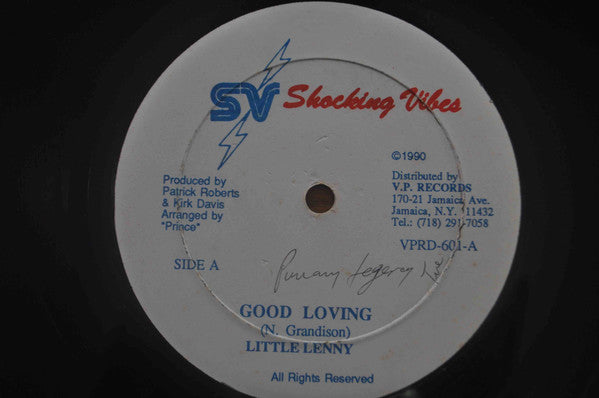 SV Shocking Vibes
©1990
Produced by
Patrick Roberts
& Kirk Davis
Arranged by
"Prince"
Distributed by
V.P. RECORDS
170-21 Jamaica Ave.
Jamaica, N.Y. 11432
Tel.: (718) 291-7058
VPRD-601-A
SIDE A
GOOD LOVING
(N. Grandison)
LITTLE LENNY
All Rights Reserved